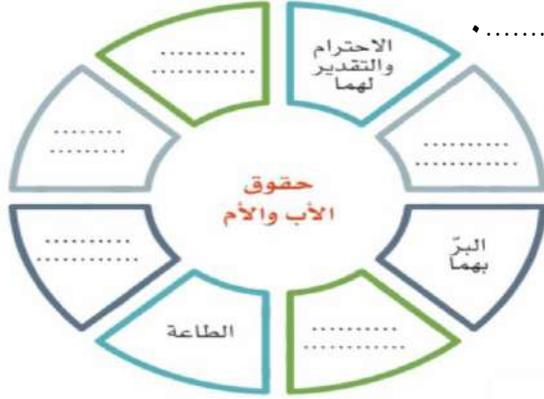 الاحترام
والتقدير
لهما
حقوق
الأب والأم
البرّ
بهما
الطاعة